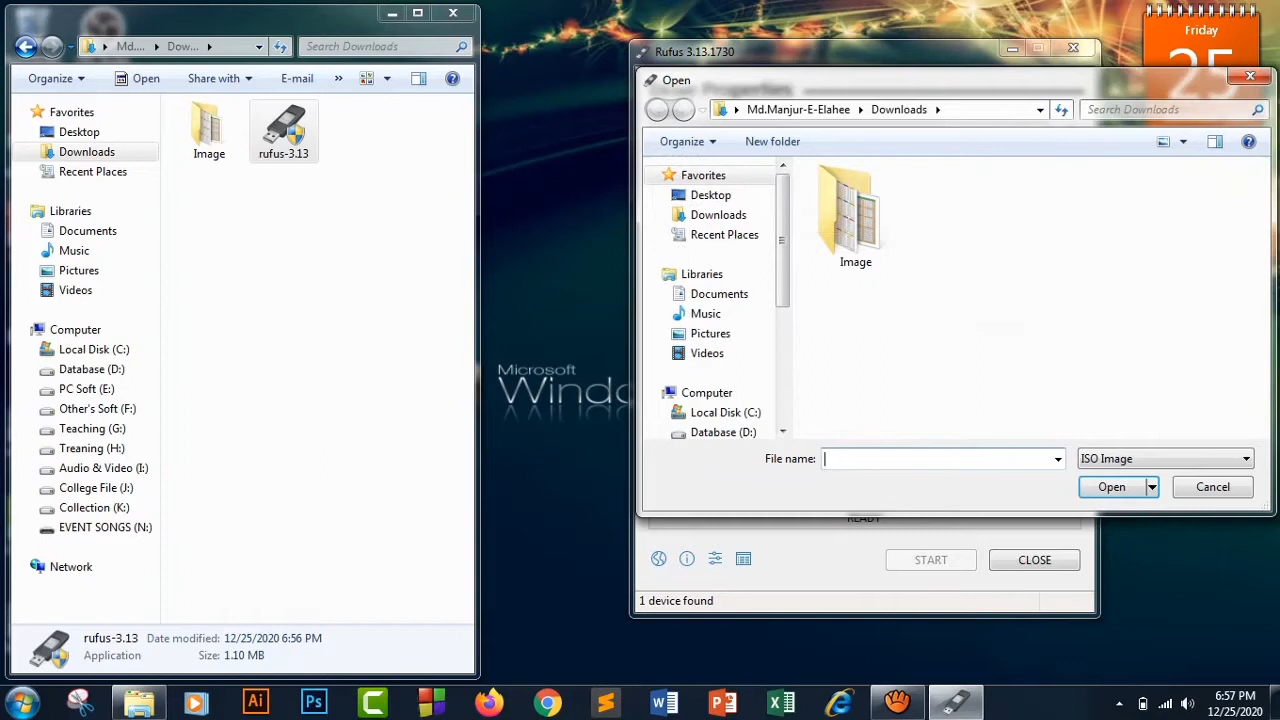 Md.... Dow...
Search Downloads
Organize Open Share with E-mail »
Favorites
Desktop
Downloads
Recent Places
Libraries
Documents
Music
Pictures
Videos
Computer
Local Disk (C:)
Database (D:)
PC Soft (E:)
Other's Soft (F:)
Teaching (G:)
Treaning (H:)
Audio & Video (I:)
College File (J:)
Collection (K:)
EVENT SONGS (N:)
Network
Image
rufus-3.13
rufus-3.13 Date modified: 12/25/2020 6:56 PM
Application Size: 1.10 MB
Microsoft
Windo
Friday
25
Rufus 3.13.1730
Properties
Open
Md.Manjur-E-Elahee Downloads
Search Downloads
Organize New folder
Favorites
Desktop
Downloads
Recent Places
Libraries
Documents
Music
Pictures
Videos
Computer
Local Disk (C:)
Database (D:)
Image
File name:
ISO Image
Open Cancel
READY
START CLOSE
1 device found
Ai Ps
6:57 PM
12/25/2020